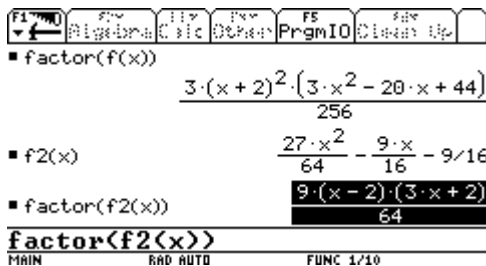 F1 F2 F3 F4 F5 F6
Algebra Calc Other PrgmIO Clean Up
▪ factor(f(x))
3·(x + 2)²·(3·x² − 20·x + 44)
256
▪ f2(x) 27·x²/64 − 9·x/16 − 9/16
▪ factor(f2(x)) 9·(x − 2)·(3·x + 2)
64
factor(f2(x))
MAIN RAD AUTO FUNC 1/10